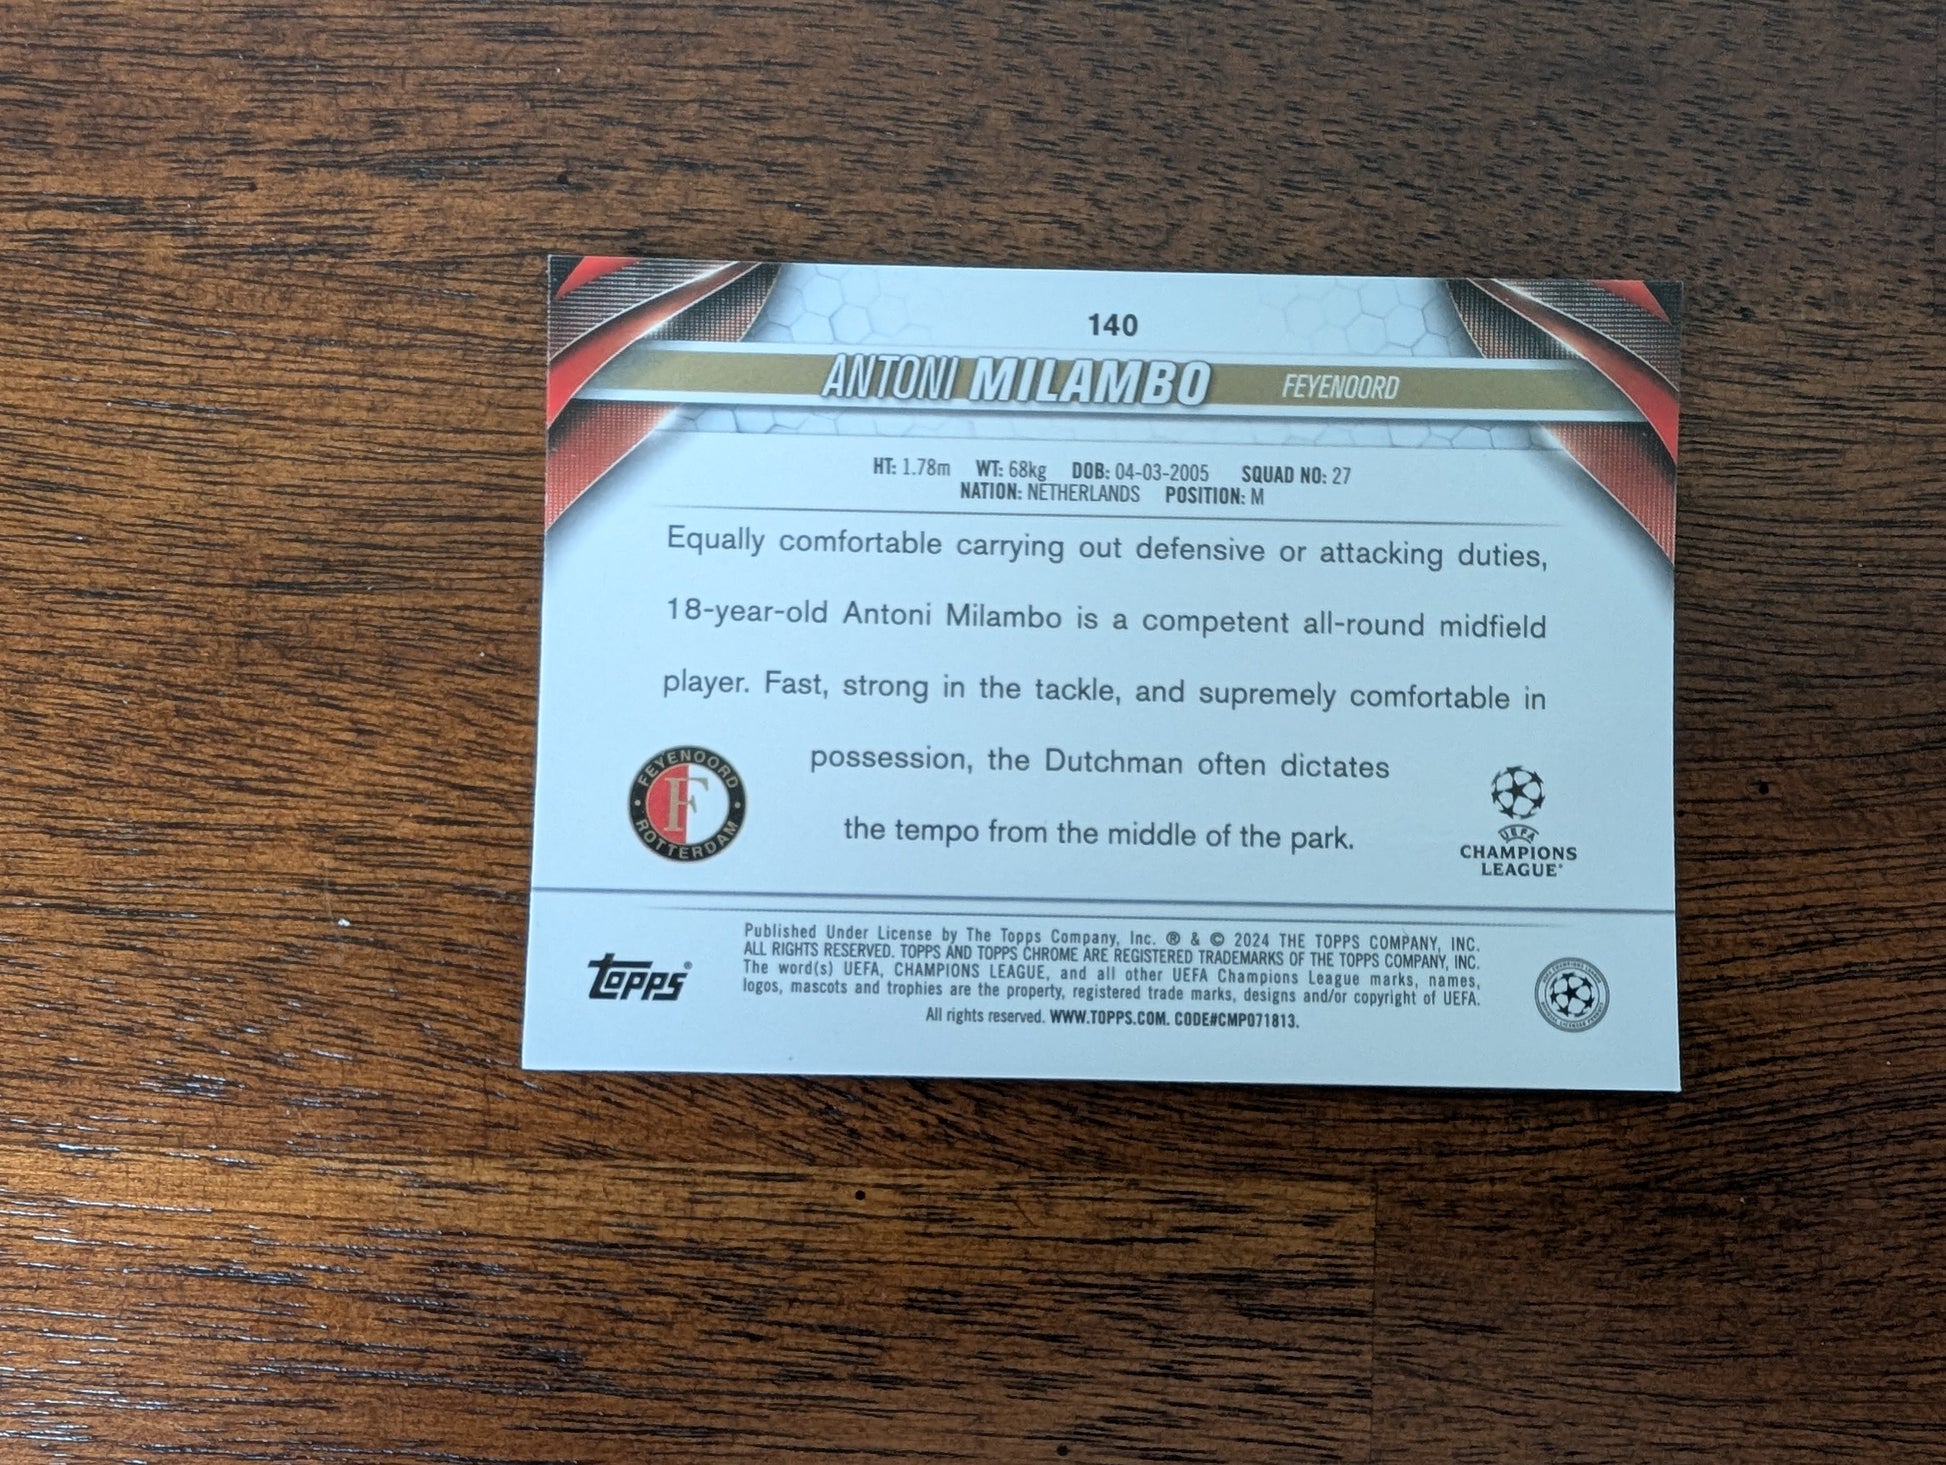 140
ANTONI MILAMBO FEYENOORD
HT: 1.78m WT: 68kg DOB: 04-03-2005 SQUAD NO: 27
NATION: NETHERLANDS POSITION: M
Equally comfortable carrying out defensive or attacking duties,
18-year-old Antoni Milambo is a competent all-round midfield
player. Fast, strong in the tackle, and supremely comfortable in
possession, the Dutchman often dictates
the tempo from the middle of the park.
FEYENOORD
F
ROTTERDAM
UEFA
CHAMPIONS
LEAGUE®
topps®
Published Under License by The Topps Company, Inc. ® & © 2024 THE TOPPS COMPANY, INC.
ALL RIGHTS RESERVED. TOPPS AND TOPPS CHROME ARE REGISTERED TRADEMARKS OF THE TOPPS COMPANY, INC.
The word(s) UEFA, CHAMPIONS LEAGUE, and all other UEFA Champions League marks, names,
logos, mascots and trophies are the property, registered trade marks, designs and/or copyright of UEFA.
All rights reserved. WWW.TOPPS.COM. CODE#CMP071813.